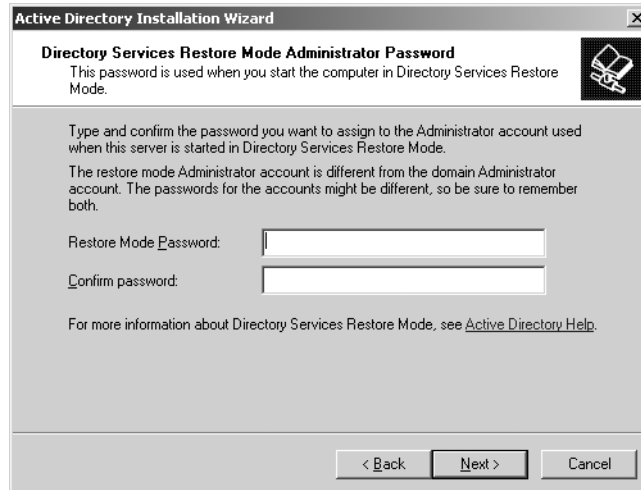 Active Directory Installation Wizard
Directory Services Restore Mode Administrator Password
This password is used when you start the computer in Directory Services Restore
Mode.
Type and confirm the password you want to assign to the Administrator account used
when this server is started in Directory Services Restore Mode.
The restore mode Administrator account is different from the domain Administrator
account. The passwords for the accounts might be different, so be sure to remember
both.
Restore Mode Password:
Confirm password:
For more information about Directory Services Restore Mode, see Active Directory Help.
< Back Next > Cancel